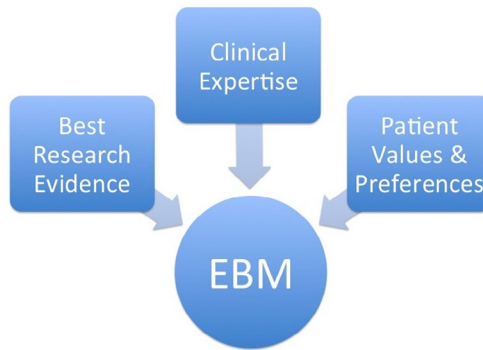 Clinical
Expertise
Best
Research
Evidence
Patient
Values &
Preferences
EBM